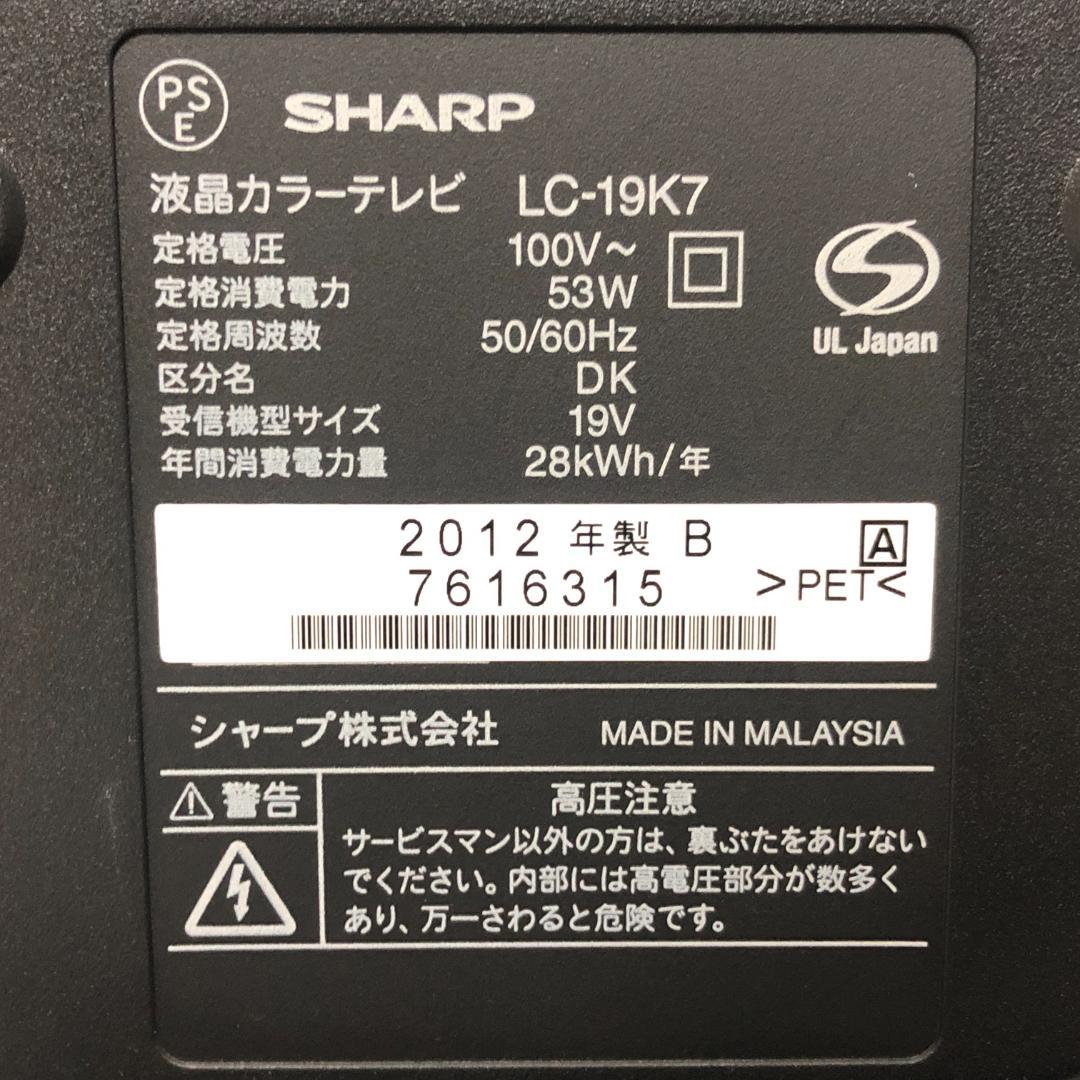 PSE SHARP
液晶カラーテレビ LC-19K7
定格電圧 100V～
定格消費電力 53W
定格周波数 50/60Hz
UL Japan
区分名 DK
受信機型サイズ 19V
年間消費電力量 28kWh/年
2012 年製 B A
7616315 >PET<
シャープ株式会社 MADE IN MALAYSIA
警告 高圧注意
サービスマン以外の方は、裏ぶたをあけない
でください。内部には高電圧部分が数多く
あり、万一さわると危険です。